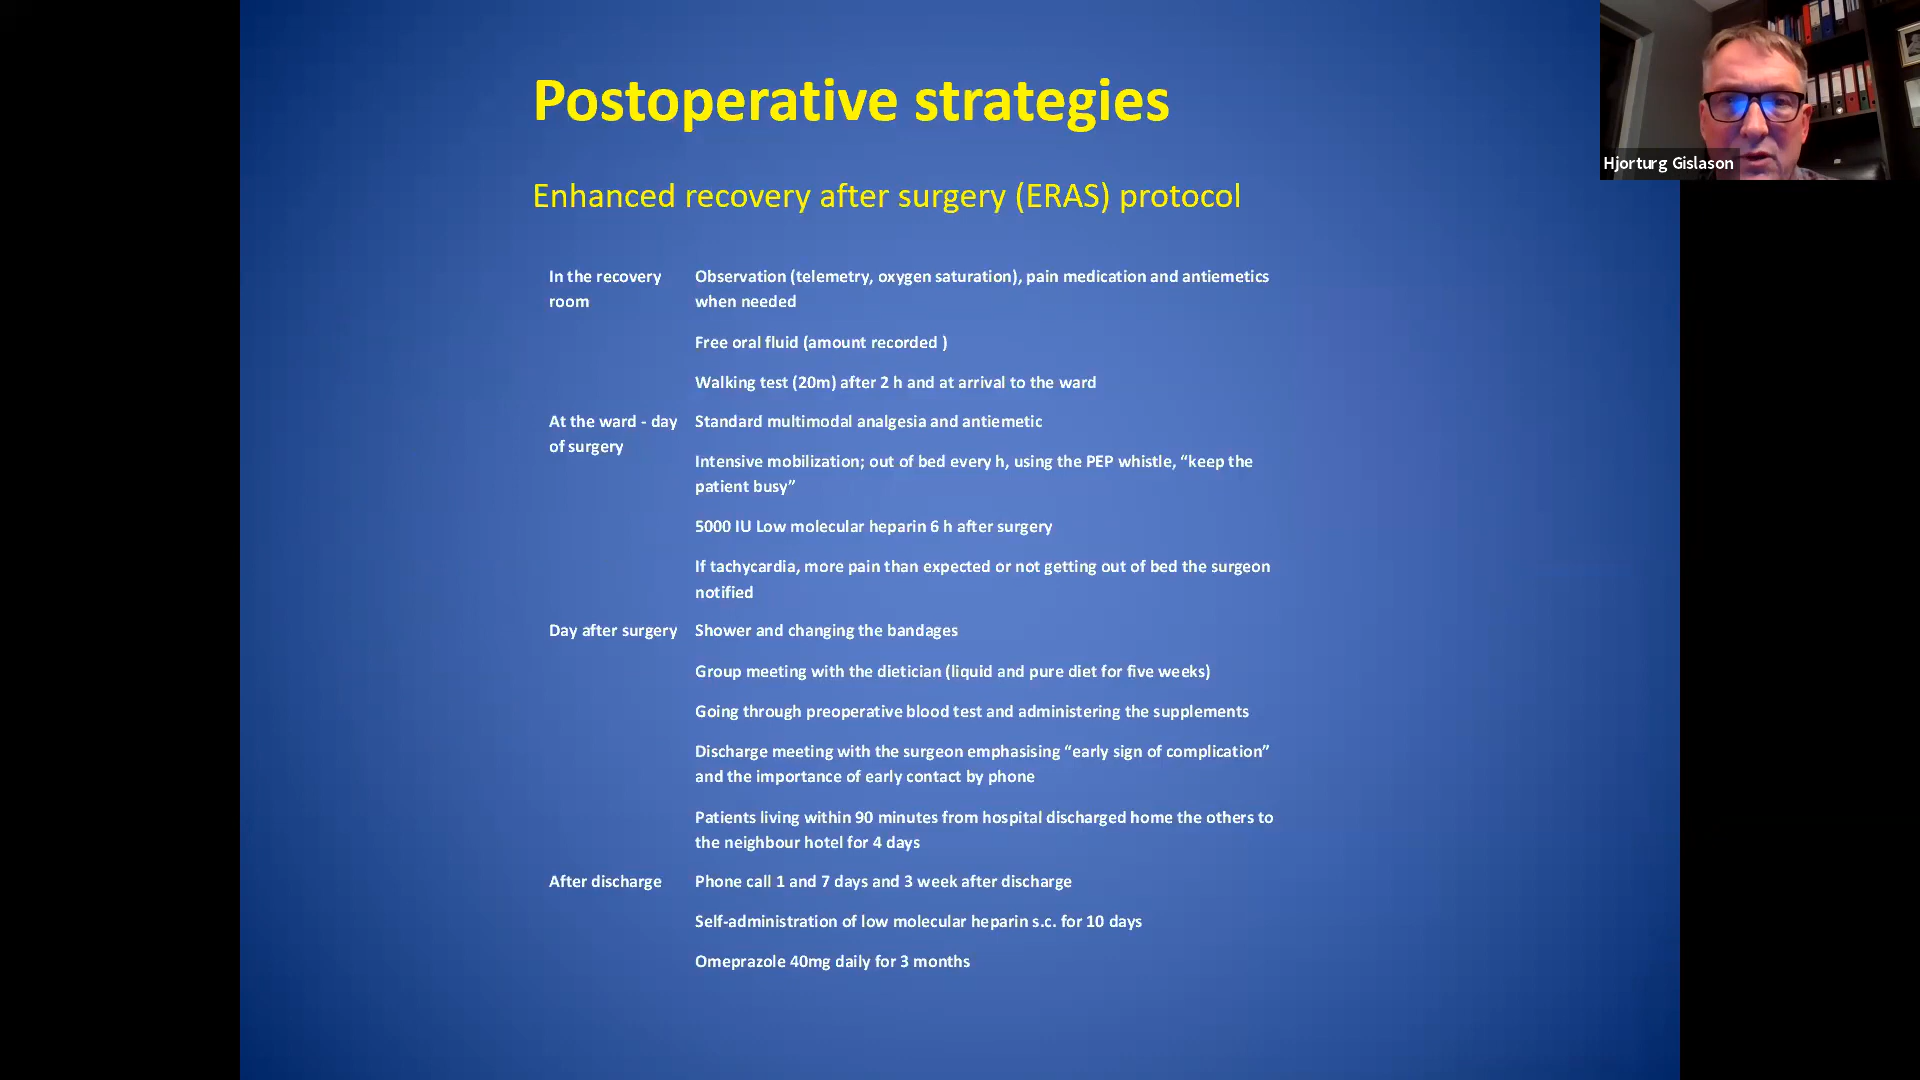 Postoperative strategies
Hjorturg Gislason
Enhanced recovery after surgery (ERAS) protocol
In the recovery
room
Observation (telemetry, oxygen saturation), pain medication and antiemetics
when needed
Free oral fluid (amount recorded )
Walking test (20m) after 2 h and at arrival to the ward
At the ward - day
of surgery
Standard multimodal analgesia and antiemetic
Intensive mobilization; out of bed every h, using the PEP whistle, “keep the
patient busy”
5000 IU Low molecular heparin 6 h after surgery
If tachycardia, more pain than expected or not getting out of bed the surgeon
notified
Day after surgery
Shower and changing the bandages
Group meeting with the dietician (liquid and pure diet for five weeks)
Going through preoperative blood test and administering the supplements
Discharge meeting with the surgeon emphasising “early sign of complication”
and the importance of early contact by phone
Patients living within 90 minutes from hospital discharged home the others to
the neighbour hotel for 4 days
After discharge
Phone call 1 and 7 days and 3 week after discharge
Self-administration of low molecular heparin s.c. for 10 days
Omeprazole 40mg daily for 3 months